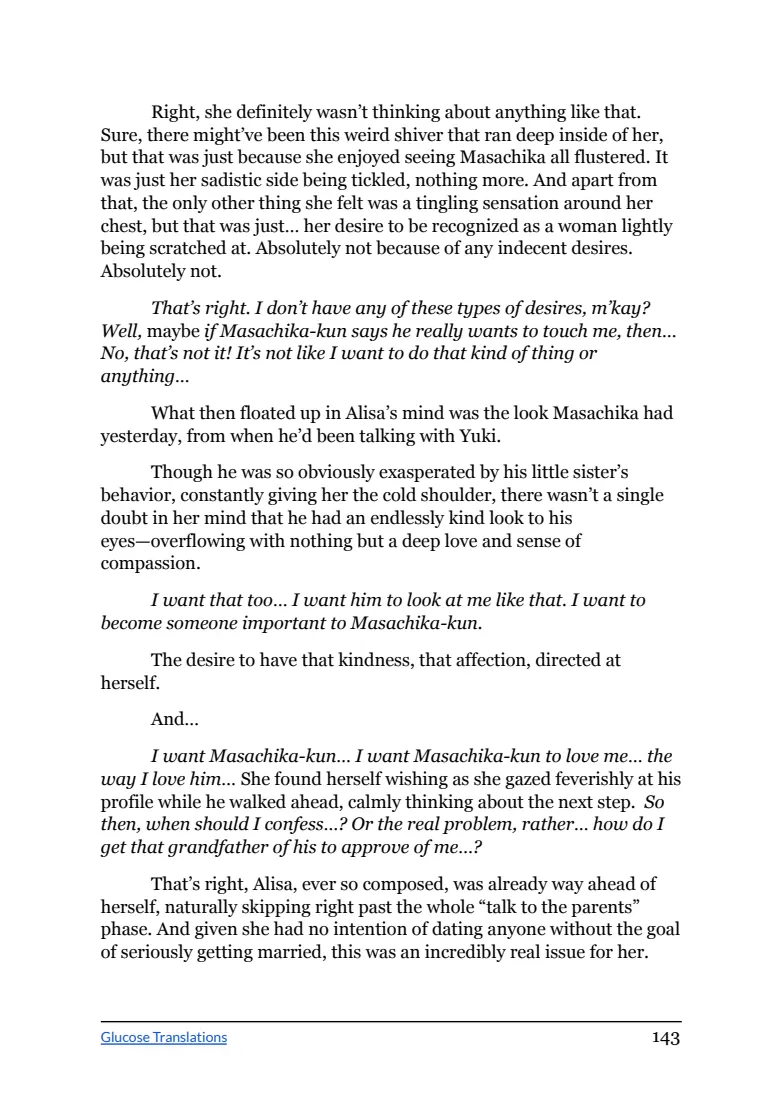 Right, she definitely wasn’t thinking about anything like that.
Sure, there might’ve been this weird shiver that ran deep inside of her,
but that was just because she enjoyed seeing Masachika all flustered. It
was just her sadistic side being tickled, nothing more. And apart from
that, the only other thing she felt was a tingling sensation around her
chest, but that was just… her desire to be recognized as a woman lightly
being scratched at. Absolutely not because of any indecent desires.
Absolutely not.
That’s right. I don’t have any of these types of desires, m’kay?
Well, maybe if Masachika-kun says he really wants to touch me, then…
No, that’s not it! It’s not like I want to do that kind of thing or
anything…
What then floated up in Alisa’s mind was the look Masachika had
yesterday, from when he’d been talking with Yuki.
Though he was so obviously exasperated by his little sister’s
behavior, constantly giving her the cold shoulder, there wasn’t a single
doubt in her mind that he had an endlessly kind look to his
eyes—overflowing with nothing but a deep love and sense of
compassion.
I want that too… I want him to look at me like that. I want to
become someone important to Masachika-kun.
The desire to have that kindness, that affection, directed at
herself.
And…
I want Masachika-kun… I want Masachika-kun to love me… the
way I love him… She found herself wishing as she gazed feverishly at his
profile while he walked ahead, calmly thinking about the next step. So
then, when should I confess…? Or the real problem, rather… how do I
get that grandfather of his to approve of me…?
That’s right, Alisa, ever so composed, was already way ahead of
herself, naturally skipping right past the whole “talk to the parents”
phase. And given she had no intention of dating anyone without the goal
of seriously getting married, this was an incredibly real issue for her.
Glucose Translations 143